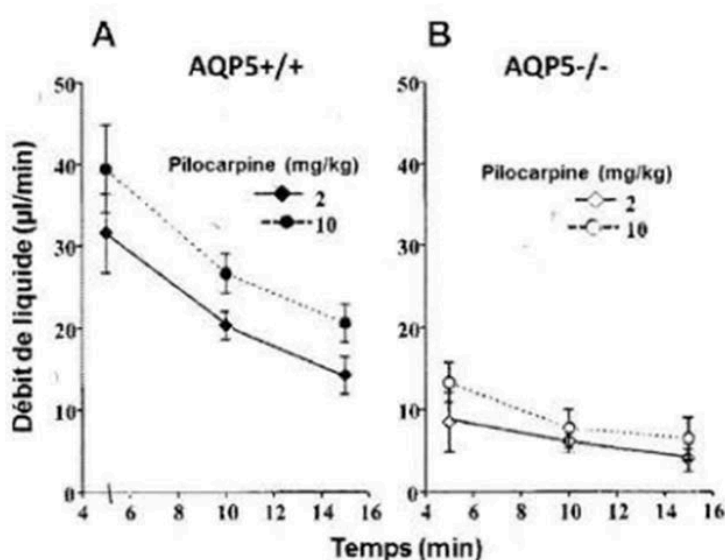 A
AQP5+/+
Débit de liquide (µl/min)
50
40
30
20
10
0
Pilocarpine (mg/kg)
2
10
4 6 8 10 12 14 16
B
AQP5-/-
50
40
30
20
10
0
Pilocarpine (mg/kg)
2
10
4 6 8 10 12 14 16
Temps (min)